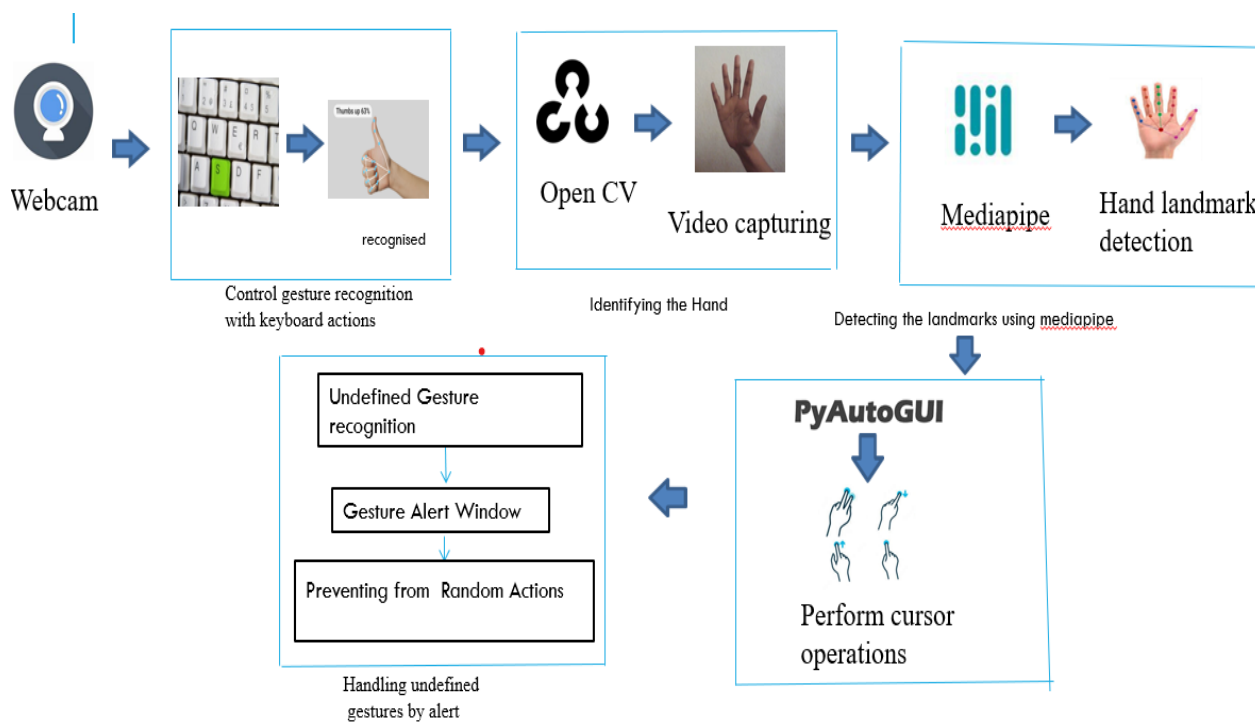 Webcam
Q W E R T
A S D F
Thumbs up 63%
recognised
Control gesture recognition
with keyboard actions
Open CV
Video capturing
Identifying the Hand
Mediapipe
Hand landmark
detection
Detecting the landmarks using mediapipe
PyAutoGUI
Perform cursor
operations
Undefined Gesture
recognition
Gesture Alert Window
Preventing from Random Actions
Handling undefined
gestures by alert